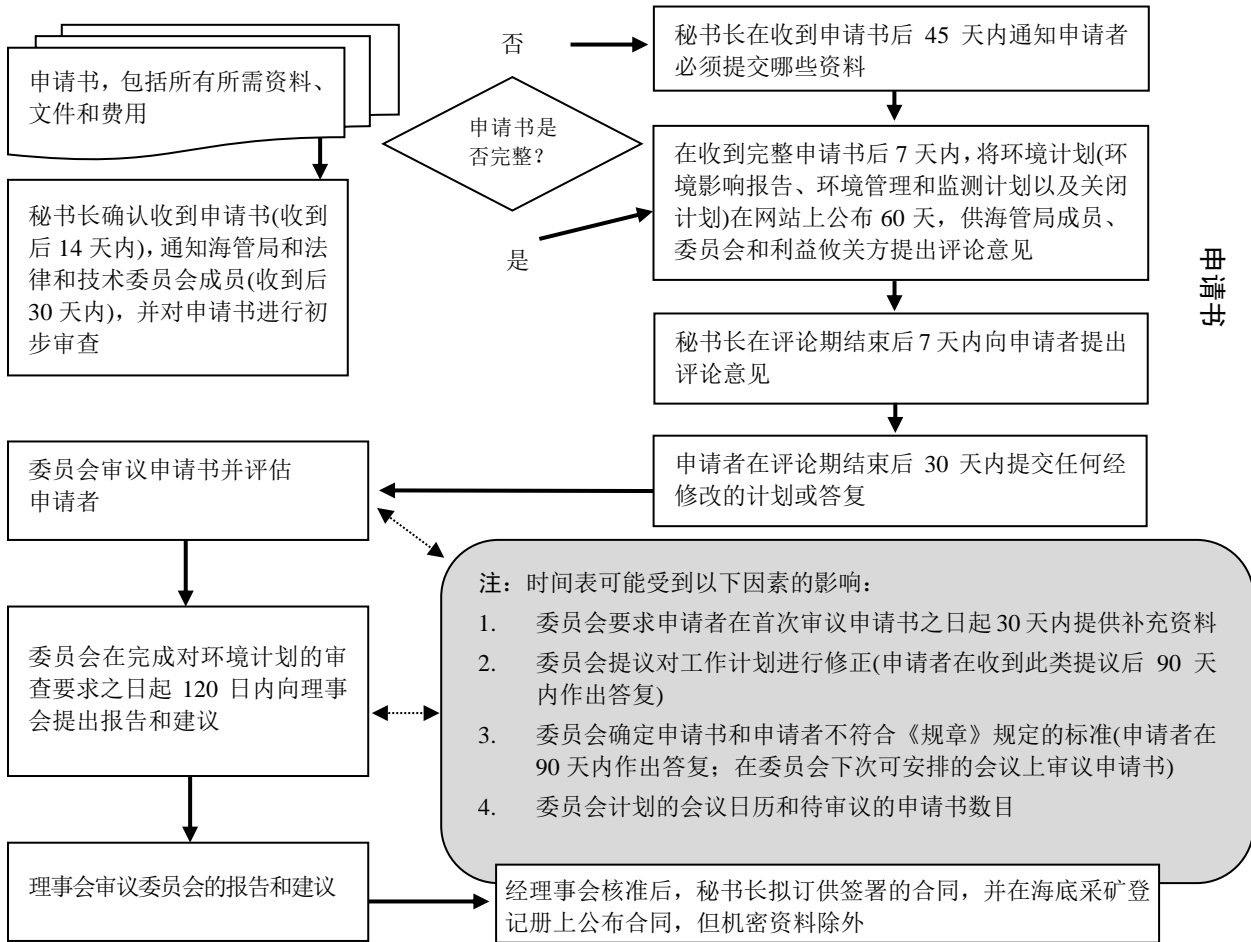 申请书，包括所有所需资料、
文件和费用
秘书长确认收到申请书(收到
后 14 天内)，通知海管局和法
律和技术委员会成员(收到后
30 天内)，并对申请书进行初
步审查
申请书是
否完整？
否
是
秘书长在收到申请书后 45 天内通知申请者
必须提交哪些资料
在收到完整申请书后 7 天内，将环境计划(环
境影响报告、环境管理和监测计划以及关闭
计划)在网站上公布 60 天，供海管局成员、
委员会和利益攸关方提出评论意见
申请书
秘书长在评论期结束后 7 天内向申请者提出
评论意见
申请者在评论期结束后 30 天内提交任何经
修改的计划或答复
委员会审议申请书并评估
申请者
委员会在完成对环境计划的审
查要求之日起 120 日内向理事
会提出报告和建议
注：时间表可能受到以下因素的影响：
1. 委员会要求申请者在首次审议申请书之日起 30 天内提供补充资料
2. 委员会提议对工作计划进行修正(申请者在收到此类提议后 90 天
内作出答复)
3. 委员会确定申请书和申请者不符合《规章》规定的标准(申请者在
90 天内作出答复；在委员会下次可安排的会议上审议申请书)
4. 委员会计划的会议日历和待审议的申请书数目
理事会审议委员会的报告和建议
经理事会核准后，秘书长拟订供签署的合同，并在海底采矿登
记册上公布合同，但机密资料除外